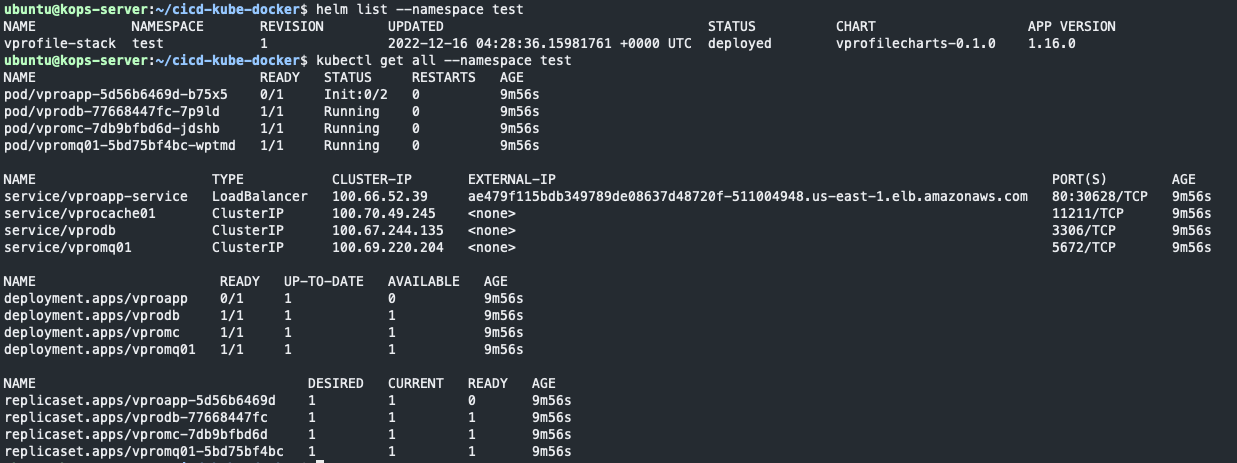 ubuntu@kops-server:~/cicd-kube-docker$ helm list --namespace test
NAME NAMESPACE REVISION UPDATED STATUS CHART APP VERSION
vprofile-stack test 1 2022-12-16 04:28:36.15981761 +0000 UTC deployed vprofilecharts-0.1.0 1.16.0
ubuntu@kops-server:~/cicd-kube-docker$ kubectl get all --namespace test
NAME READY STATUS RESTARTS AGE
pod/vproapp-5d56b6469d-b75x5 0/1 Init:0/2 0 9m56s
pod/vprodb-77668447fc-7p9ld 1/1 Running 0 9m56s
pod/vpromc-7db9bfbd6d-jdshb 1/1 Running 0 9m56s
pod/vpromq01-5bd75bf4bc-wptmd 1/1 Running 0 9m56s
NAME TYPE CLUSTER-IP EXTERNAL-IP PORT(S) AGE
service/vproapp-service LoadBalancer 100.66.52.39 ae479f115bdb349789de08637d48720f-511004948.us-east-1.elb.amazonaws.com 80:30628/TCP 9m56s
service/vprocache01 ClusterIP 100.70.49.245 <none> 11211/TCP 9m56s
service/vprodb ClusterIP 100.67.244.135 <none> 3306/TCP 9m56s
service/vpromq01 ClusterIP 100.69.220.204 <none> 5672/TCP 9m56s
NAME READY UP-TO-DATE AVAILABLE AGE
deployment.apps/vproapp 0/1 1 0 9m56s
deployment.apps/vprodb 1/1 1 1 9m56s
deployment.apps/vpromc 1/1 1 1 9m56s
deployment.apps/vpromq01 1/1 1 1 9m56s
NAME DESIRED CURRENT READY AGE
replicaset.apps/vproapp-5d56b6469d 1 1 0 9m56s
replicaset.apps/vprodb-77668447fc 1 1 1 9m56s
replicaset.apps/vpromc-7db9bfbd6d 1 1 1 9m56s
replicaset.apps/vpromq01-5bd75bf4bc 1 1 1 9m56s